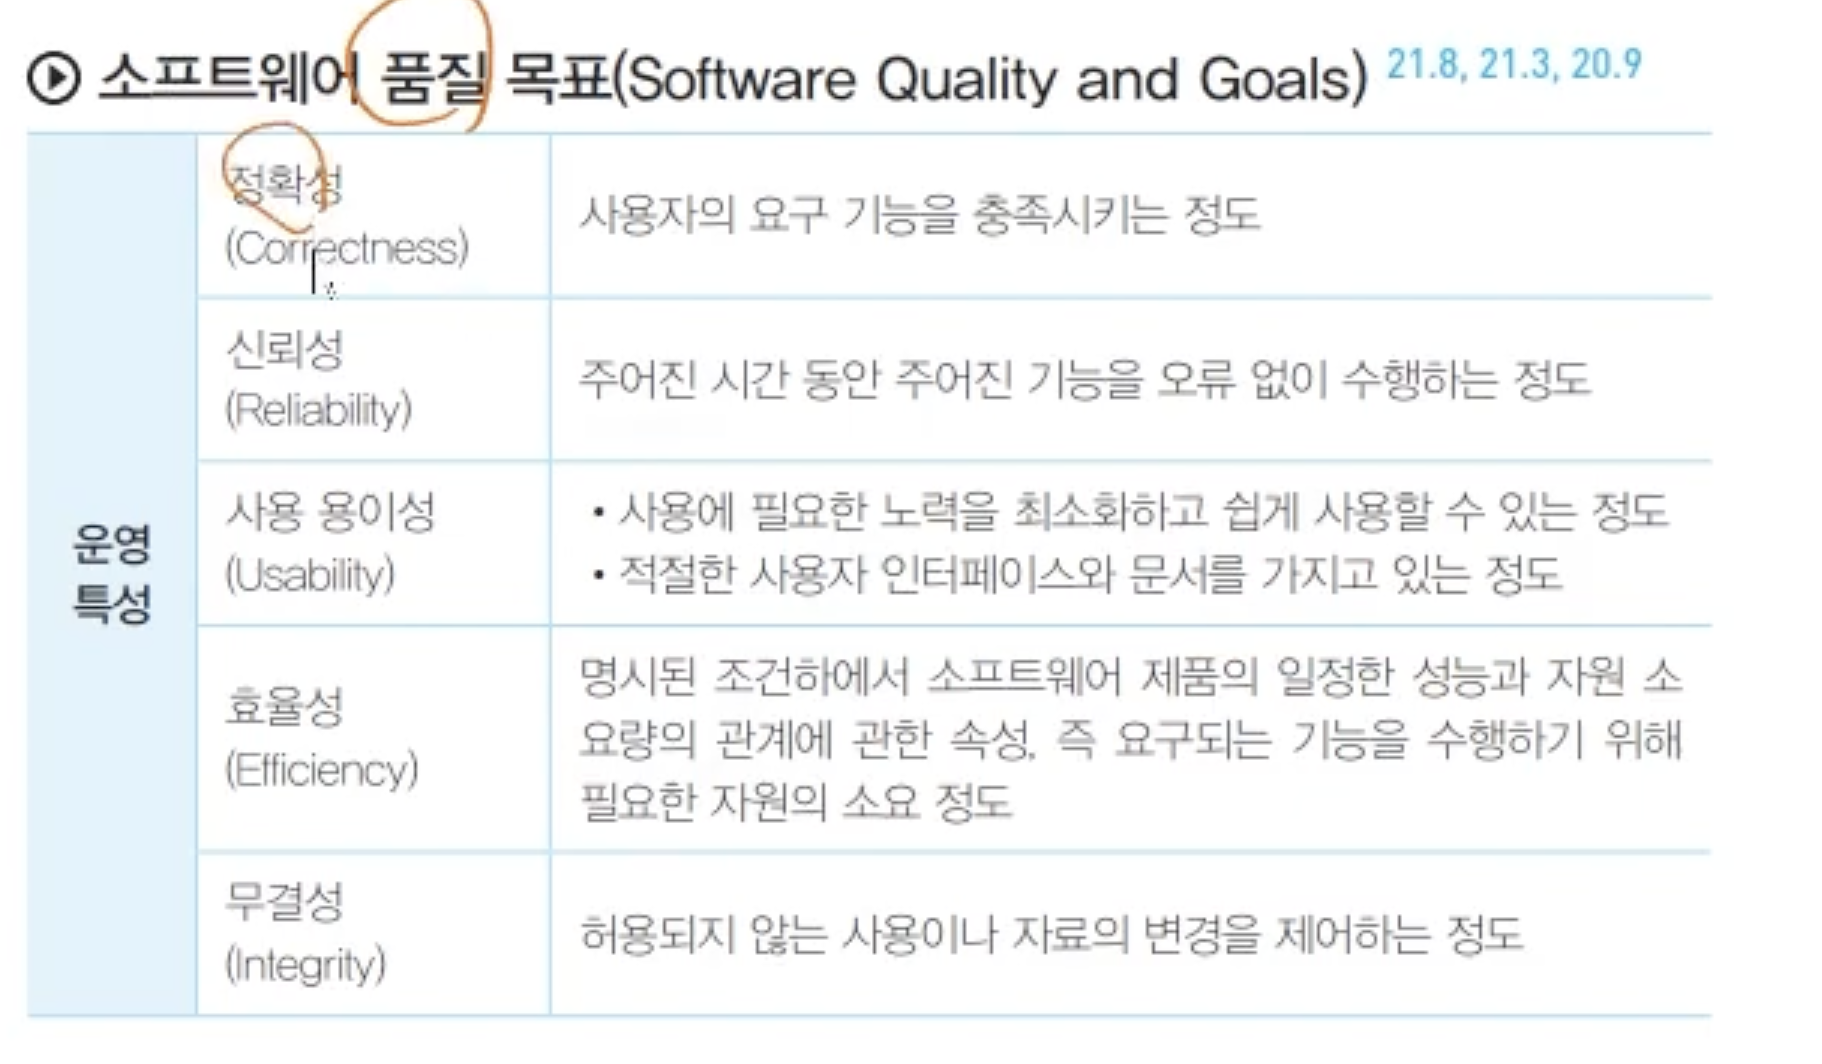 소프트웨어 품질 목표(Software Quality and Goals) 21.8, 21.3, 20.9
운영
특성
정확성
(Correctness)
사용자의 요구 기능을 충족시키는 정도
신뢰성
(Reliability)
주어진 시간 동안 주어진 기능을 오류 없이 수행하는 정도
사용 용이성
(Usability)
• 사용에 필요한 노력을 최소화하고 쉽게 사용할 수 있는 정도
• 적절한 사용자 인터페이스와 문서를 가지고 있는 정도
효율성
(Efficiency)
명시된 조건하에서 소프트웨어 제품의 일정한 성능과 자원 소
요량의 관계에 관한 속성, 즉 요구되는 기능을 수행하기 위해
필요한 자원의 소요 정도
무결성
(Integrity)
허용되지 않는 사용이나 자료의 변경을 제어하는 정도